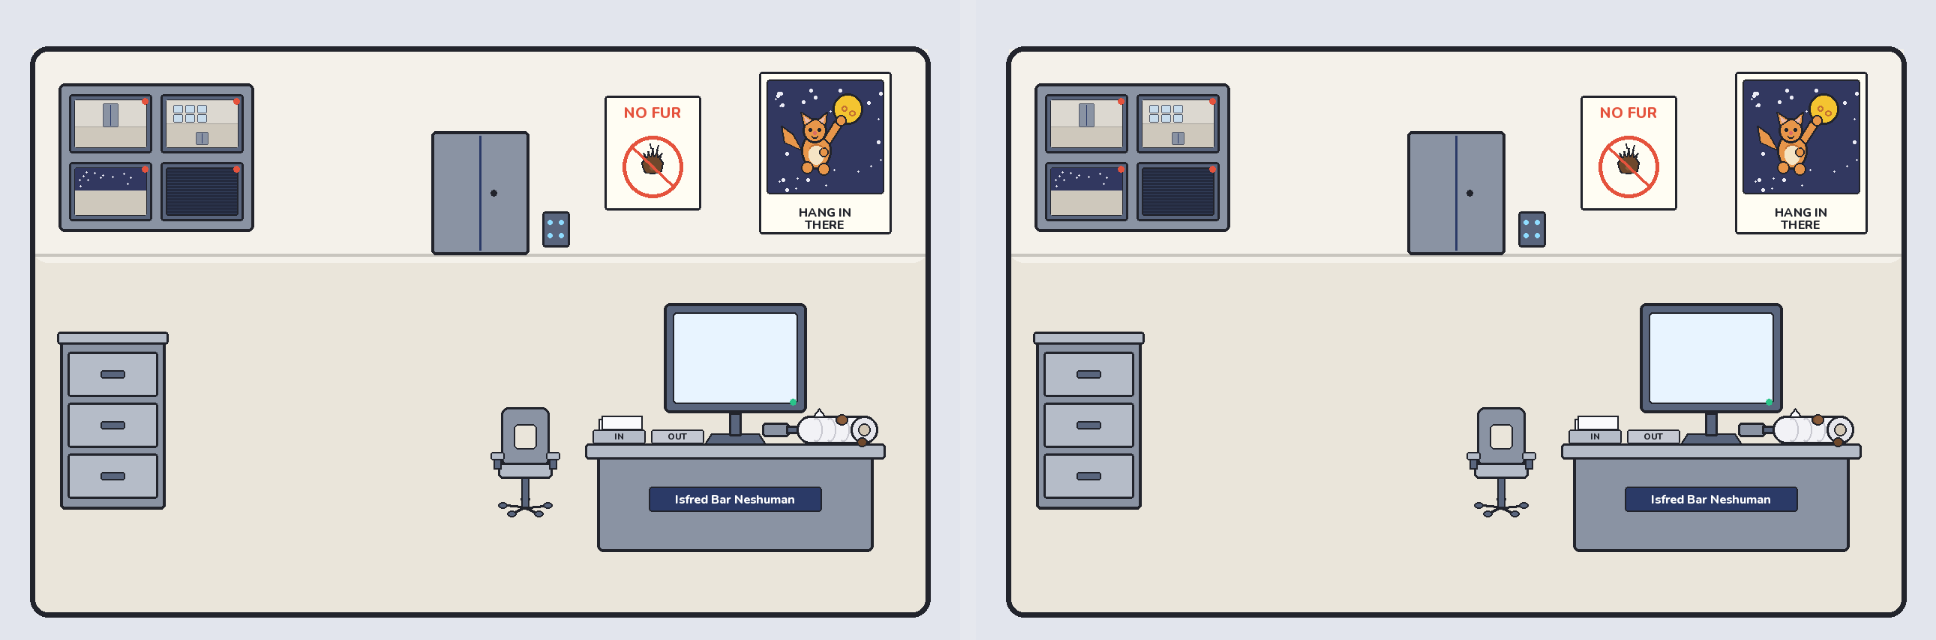 NO FUR
HANG IN
THERE
IN
OUT
Isfred Bar Neshuman
NO FUR
HANG IN
THERE
IN
OUT
Isfred Bar Neshuman